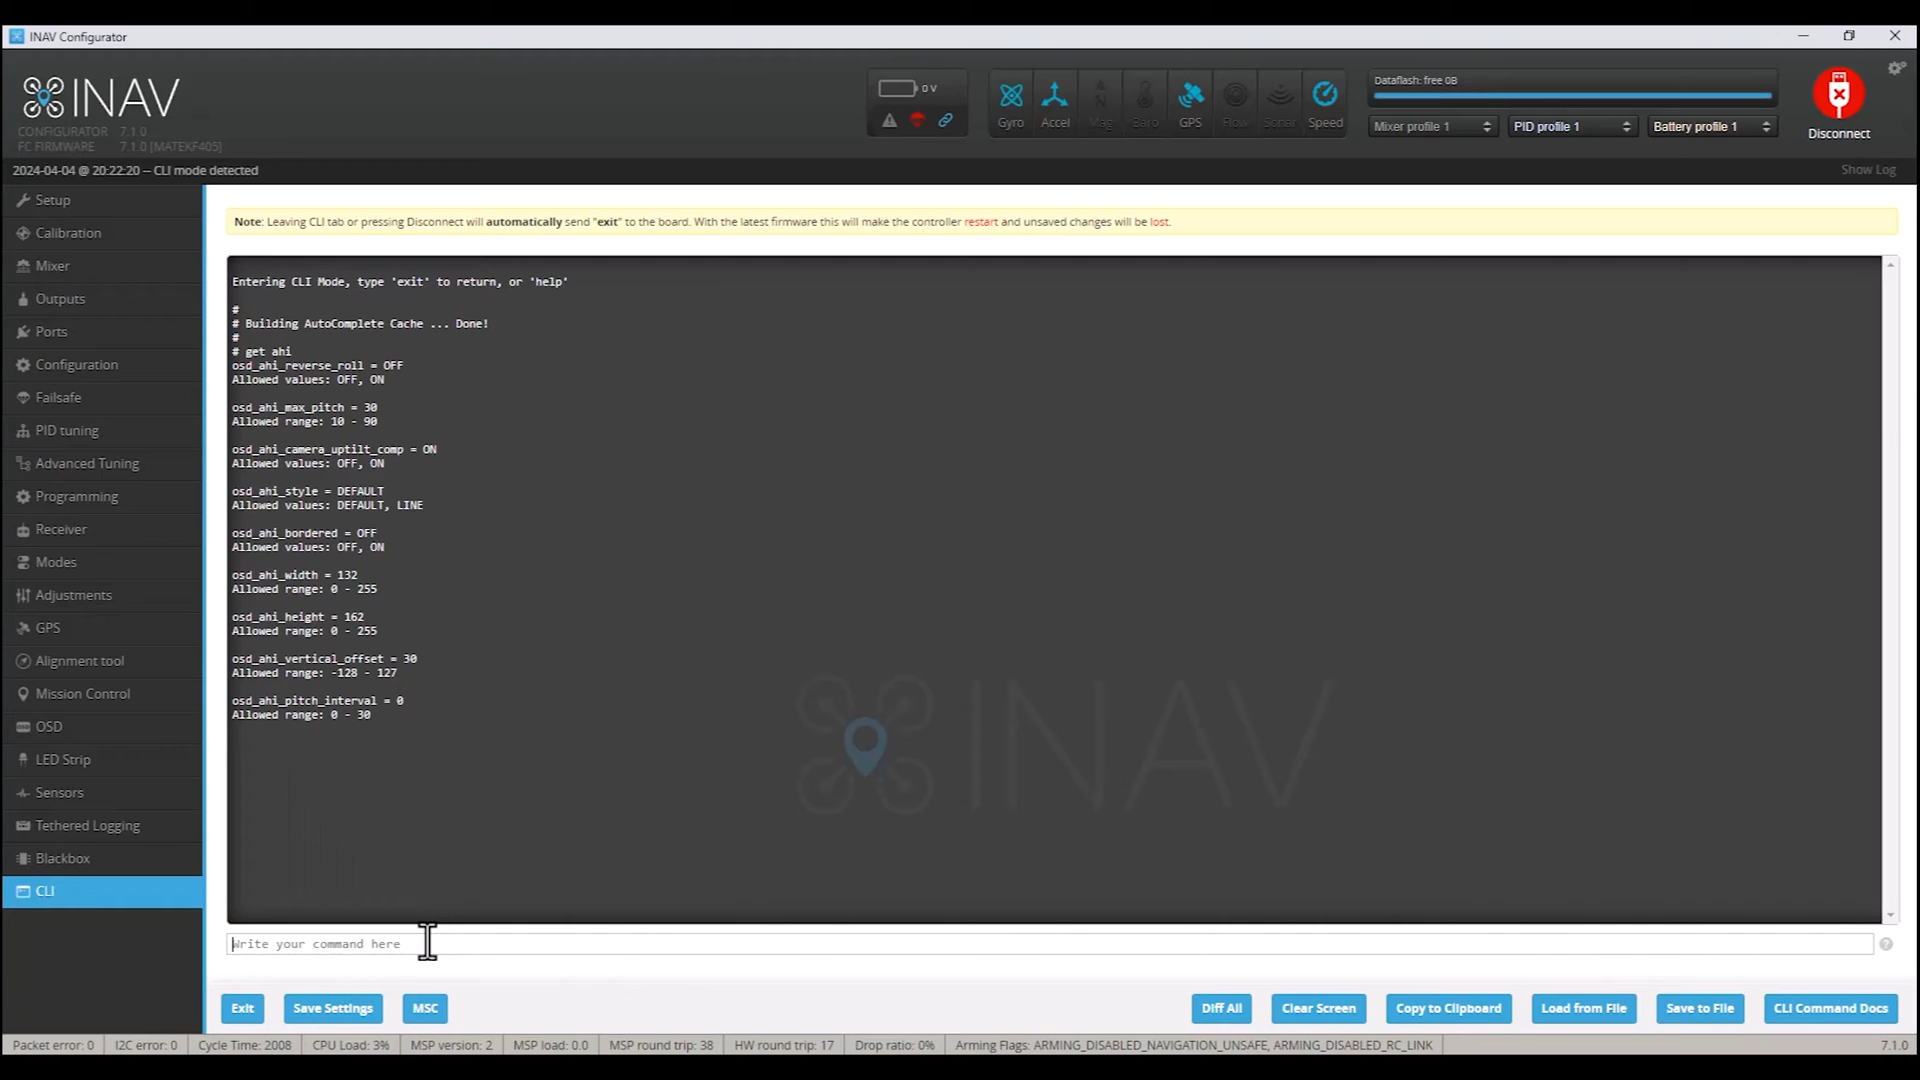 INAV Configurator
INAV
CONFIGURATOR 7.1.0
FC FIRMWARE 7.1.0 [MATEKF405]
0 V
Gyro Accel Mag Baro GPS Flow Sonar Speed
Dataflash: free 0B
Mixer profile 1 PID profile 1 Battery profile 1
Disconnect
2024-04-04 @ 20:22:20 -- CLI mode detected
Show Log
Setup
Calibration
Mixer
Outputs
Ports
Configuration
Failsafe
PID tuning
Advanced Tuning
Programming
Receiver
Modes
Adjustments
GPS
Alignment tool
Mission Control
OSD
LED Strip
Sensors
Tethered Logging
Blackbox
CLI
Note: Leaving CLI tab or pressing Disconnect will automatically send "exit" to the board. With the latest firmware this will make the controller restart and unsaved changes will be lost.
Entering CLI Mode, type 'exit' to return, or 'help'
#
# Building AutoComplete Cache ... Done!
#
# get ahi
osd_ahi_reverse_roll = OFF
Allowed values: OFF, ON
osd_ahi_max_pitch = 30
Allowed range: 10 - 90
osd_ahi_camera_uptilt_comp = ON
Allowed values: OFF, ON
osd_ahi_style = DEFAULT
Allowed values: DEFAULT, LINE
osd_ahi_bordered = OFF
Allowed values: OFF, ON
osd_ahi_width = 132
Allowed range: 0 - 255
osd_ahi_height = 162
Allowed range: 0 - 255
osd_ahi_vertical_offset = 30
Allowed range: -128 - 127
osd_ahi_pitch_interval = 0
Allowed range: 0 - 30
INAV
Write your command here
Exit Save Settings MSC Diff All Clear Screen Copy to Clipboard Load from File Save to File CLI Command Docs
Packet error: 0 I2C error: 0 Cycle Time: 2008 CPU Load: 3% MSP version: 2 MSP load: 0.0 MSP round trip: 38 HW round trip: 17 Drop ratio: 0% Arming Flags: ARMING_DISABLED_NAVIGATION_UNSAFE, ARMING_DISABLED_RC_LINK 7.1.0